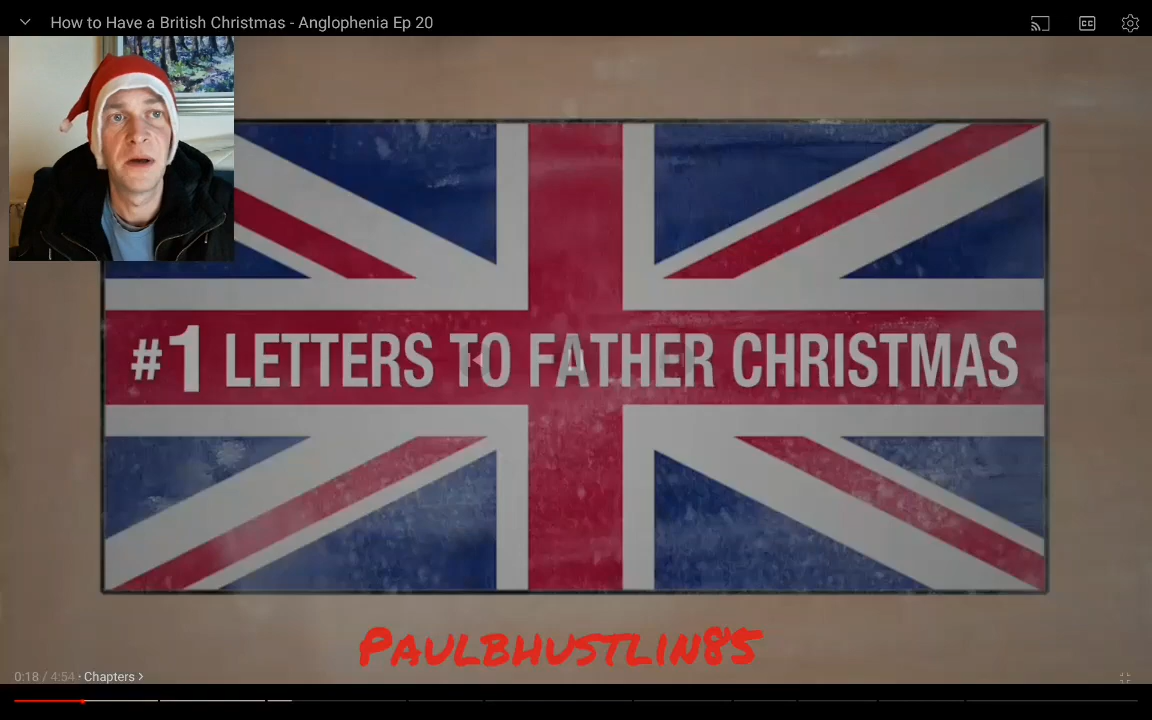 How to Have a British Christmas - Anglophenia Ep 20
CC
#1 LETTERS TO FATHER CHRISTMAS
PAULBHUSTLIN85
0:18 / 4:54 · Chapters >